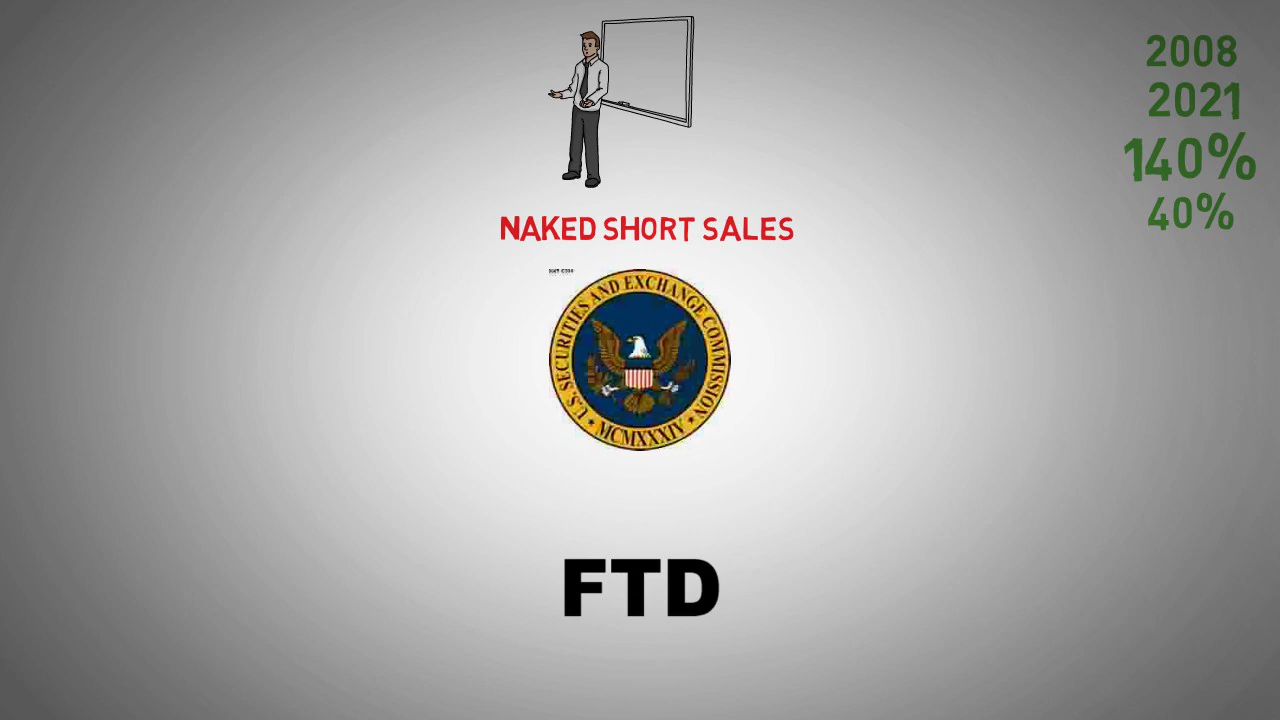 2008
2021
140%
40%
NAKED SHORT SALES
U.S. SECURITIES AND EXCHANGE COMMISSION
MCMXXXIV
FTD